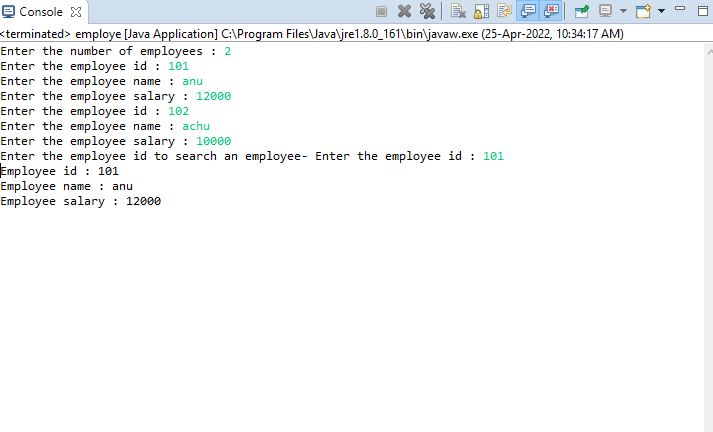 Console
<terminated> employe [Java Application] C:\Program Files\Java\jre1.8.0_161\bin\javaw.exe (25-Apr-2022, 10:34:17 AM)
Enter the number of employees : 2
Enter the employee id : 101
Enter the employee name : anu
Enter the employee salary : 12000
Enter the employee id : 102
Enter the employee name : achu
Enter the employee salary : 10000
Enter the employee id to search an employee- Enter the employee id : 101
Employee id : 101
Employee name : anu
Employee salary : 12000